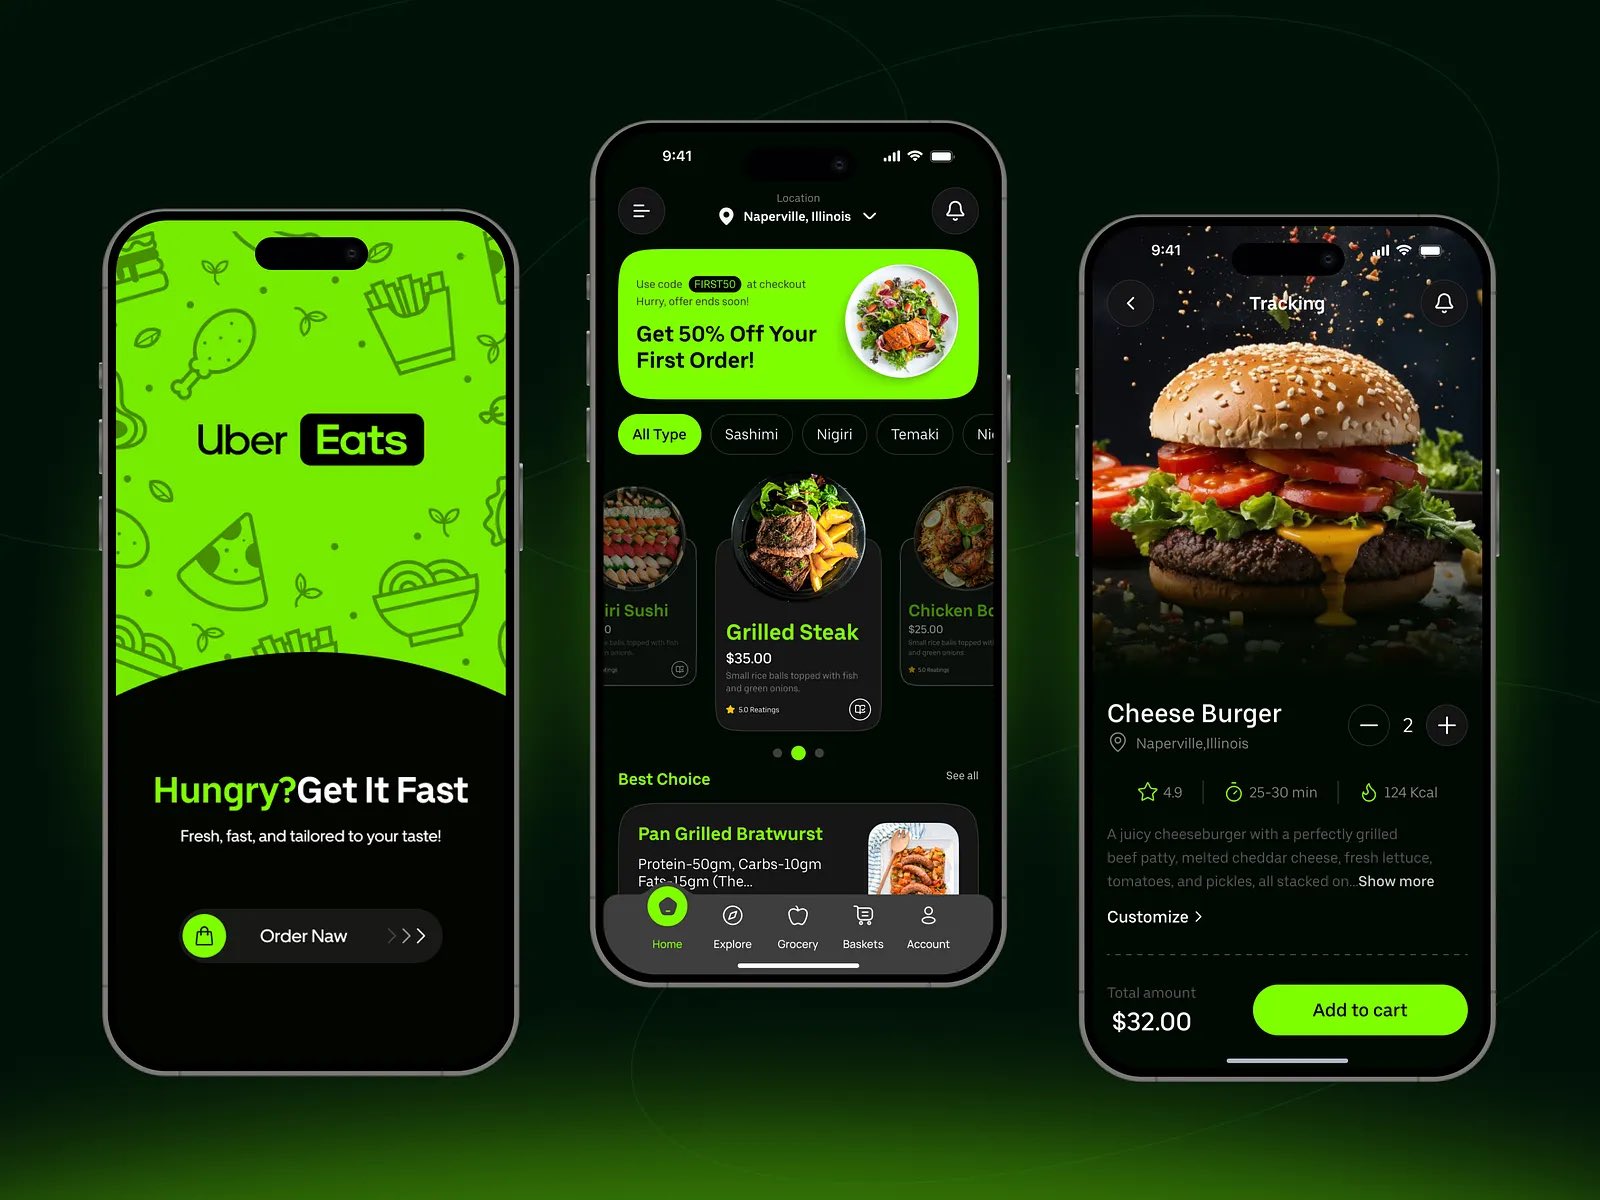 Uber Eats
Hungry?Get It Fast
Fresh, fast, and tailored to your taste!
Order Naw
9:41
Location
Naperville, Illinois
Use code FIRST50 at checkout
Hurry, offer ends soon!
Get 50% Off Your
First Order!
All Type
Sashimi
Nigiri
Temaki
Ni
iri Sushi
0
balls topped with fish
onions.
Grilled Steak
$35.00
Small rice balls topped with fish
and green onions.
5.0 Reatings
Chicken Bo
$25.00
Small rice balls topped with
and green onions.
5.0 Reatings
Best Choice
See all
Pan Grilled Bratwurst
Protein-50gm, Carbs-10gm
Fats-15gm (The...
Home
Explore
Grocery
Baskets
Account
9:41
Tracking
Cheese Burger
Naperville,Illinois
2
4.9
25-30 min
124 Kcal
A juicy cheeseburger with a perfectly grilled
beef patty, melted cheddar cheese, fresh lettuce,
tomatoes, and pickles, all stacked on...Show more
Customize
Total amount
$32.00
Add to cart